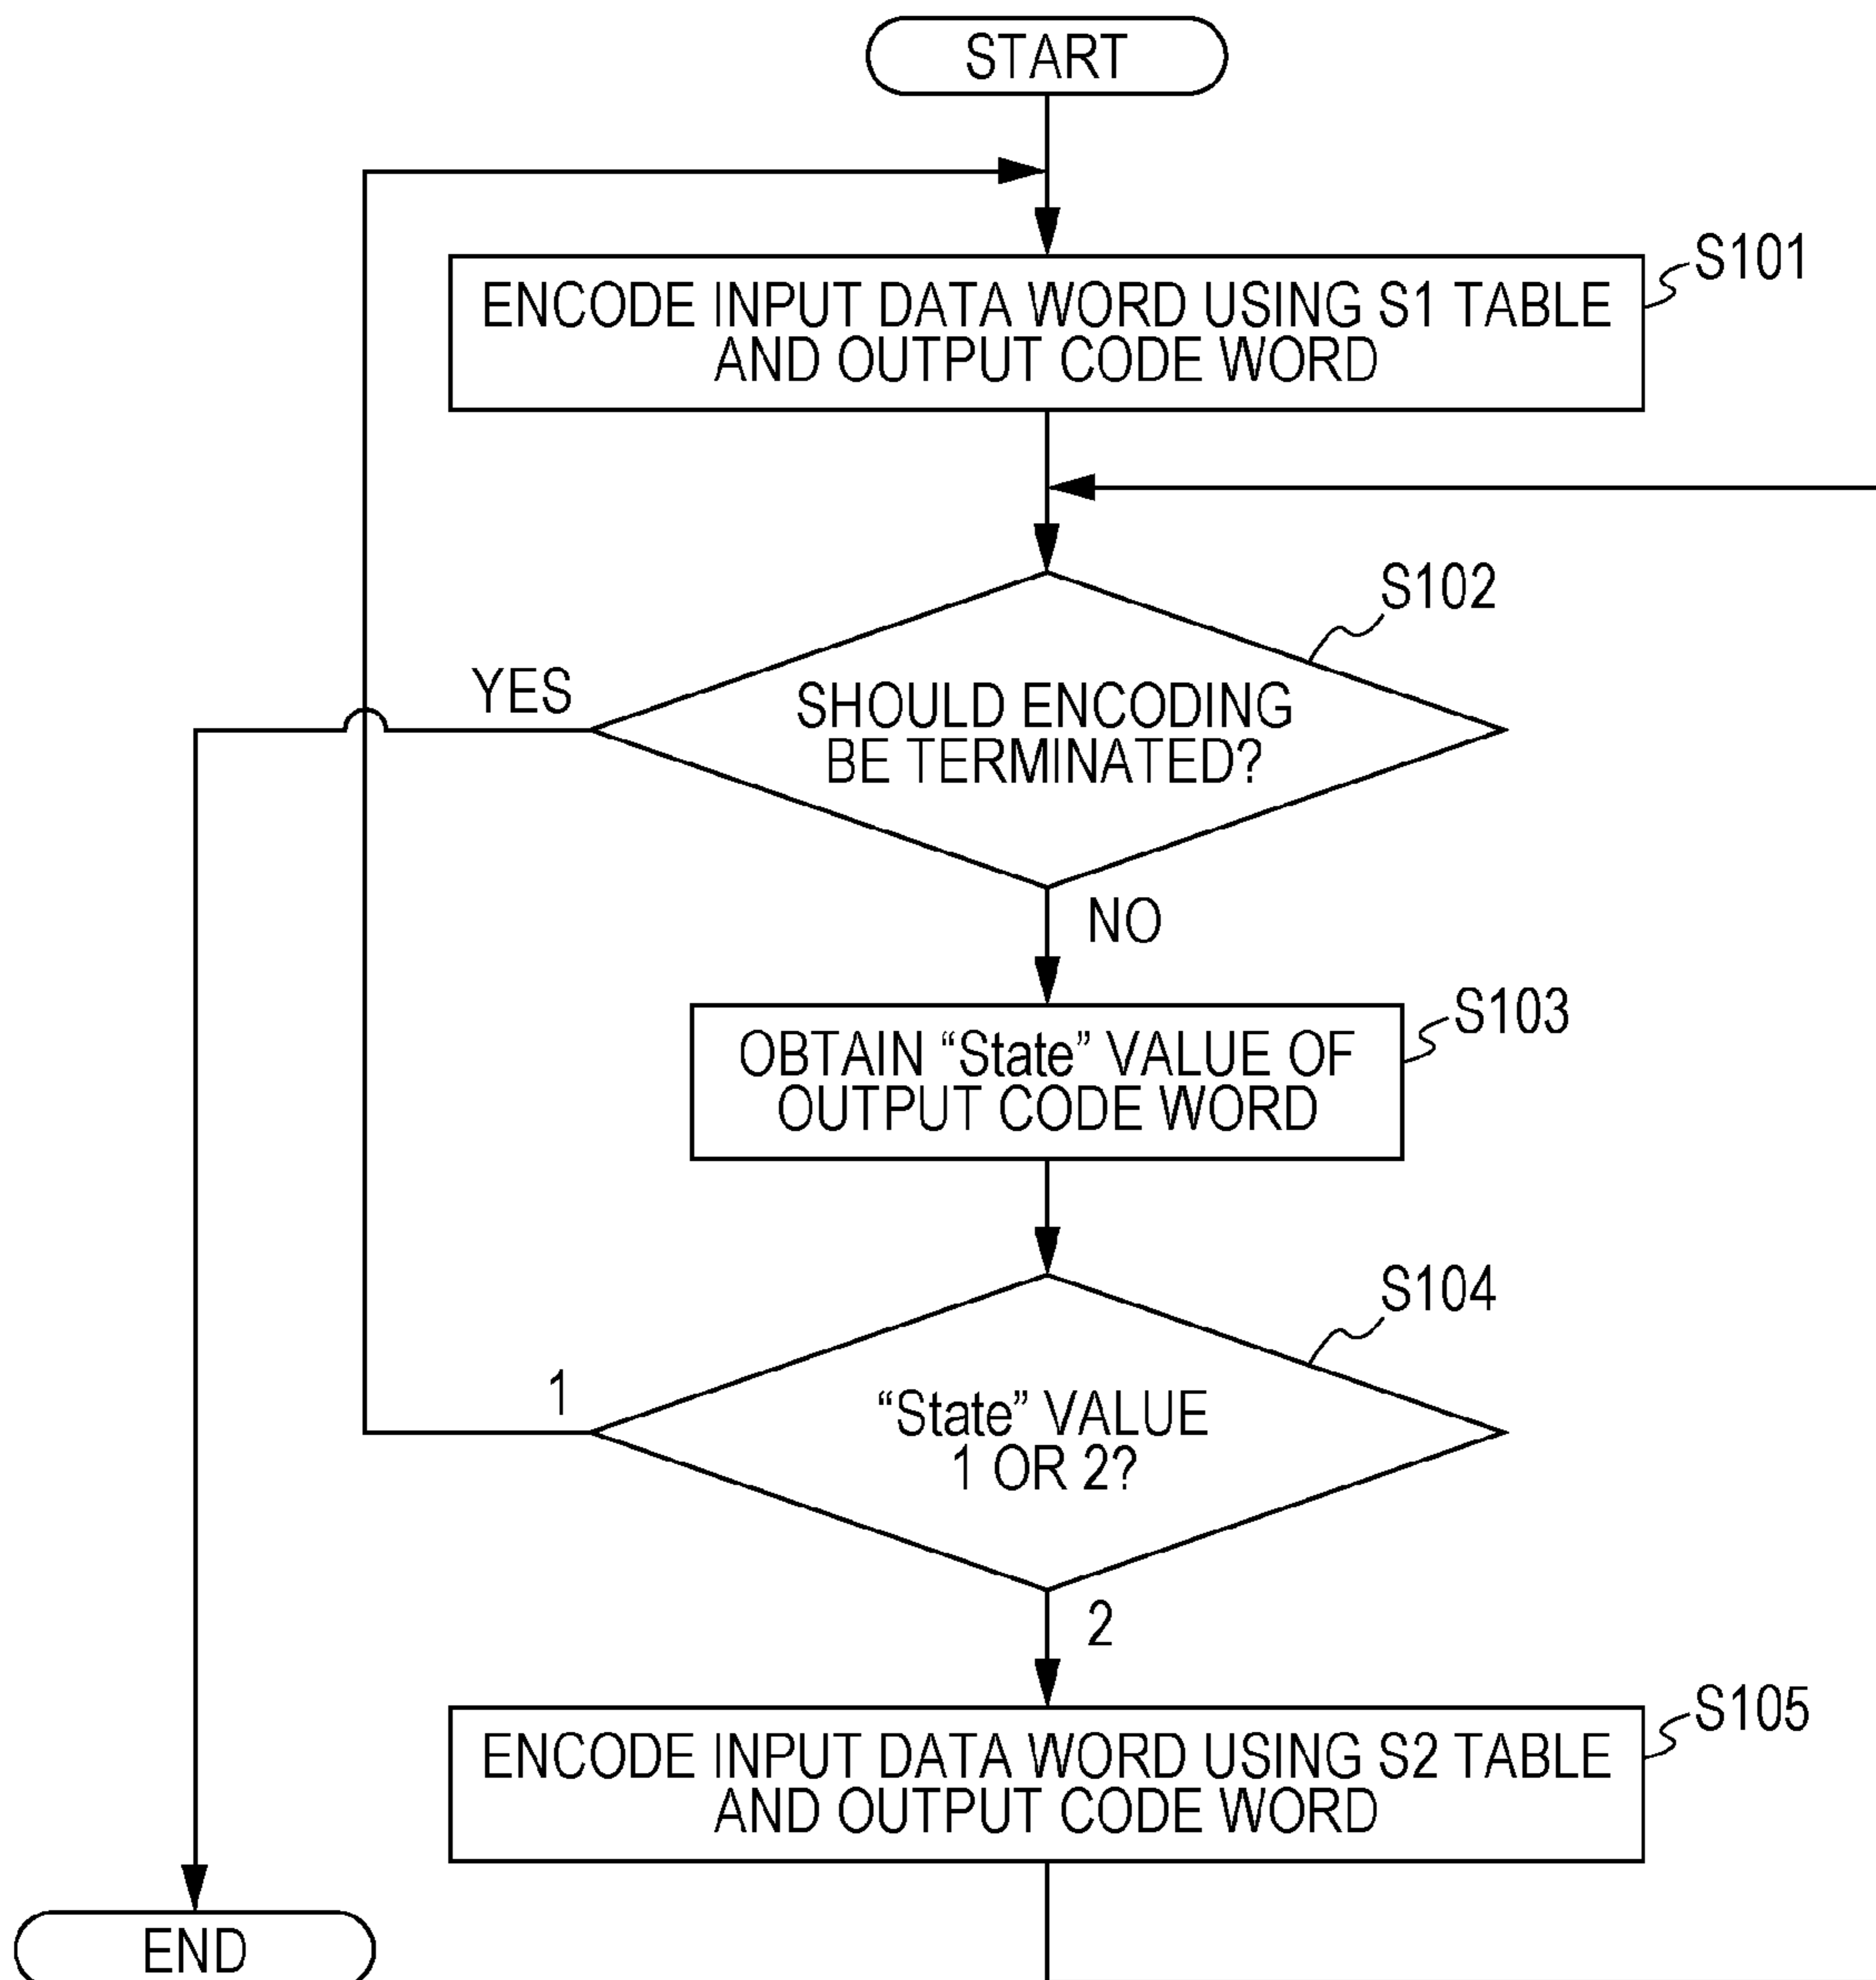 START
S101
ENCODE INPUT DATA WORD USING S1 TABLE
AND OUTPUT CODE WORD
S102
YES
SHOULD ENCODING
BE TERMINATED?
NO
S103
OBTAIN “State” VALUE OF
OUTPUT CODE WORD
S104
1
“State” VALUE
1 OR 2?
2
S105
ENCODE INPUT DATA WORD USING S2 TABLE
AND OUTPUT CODE WORD
END